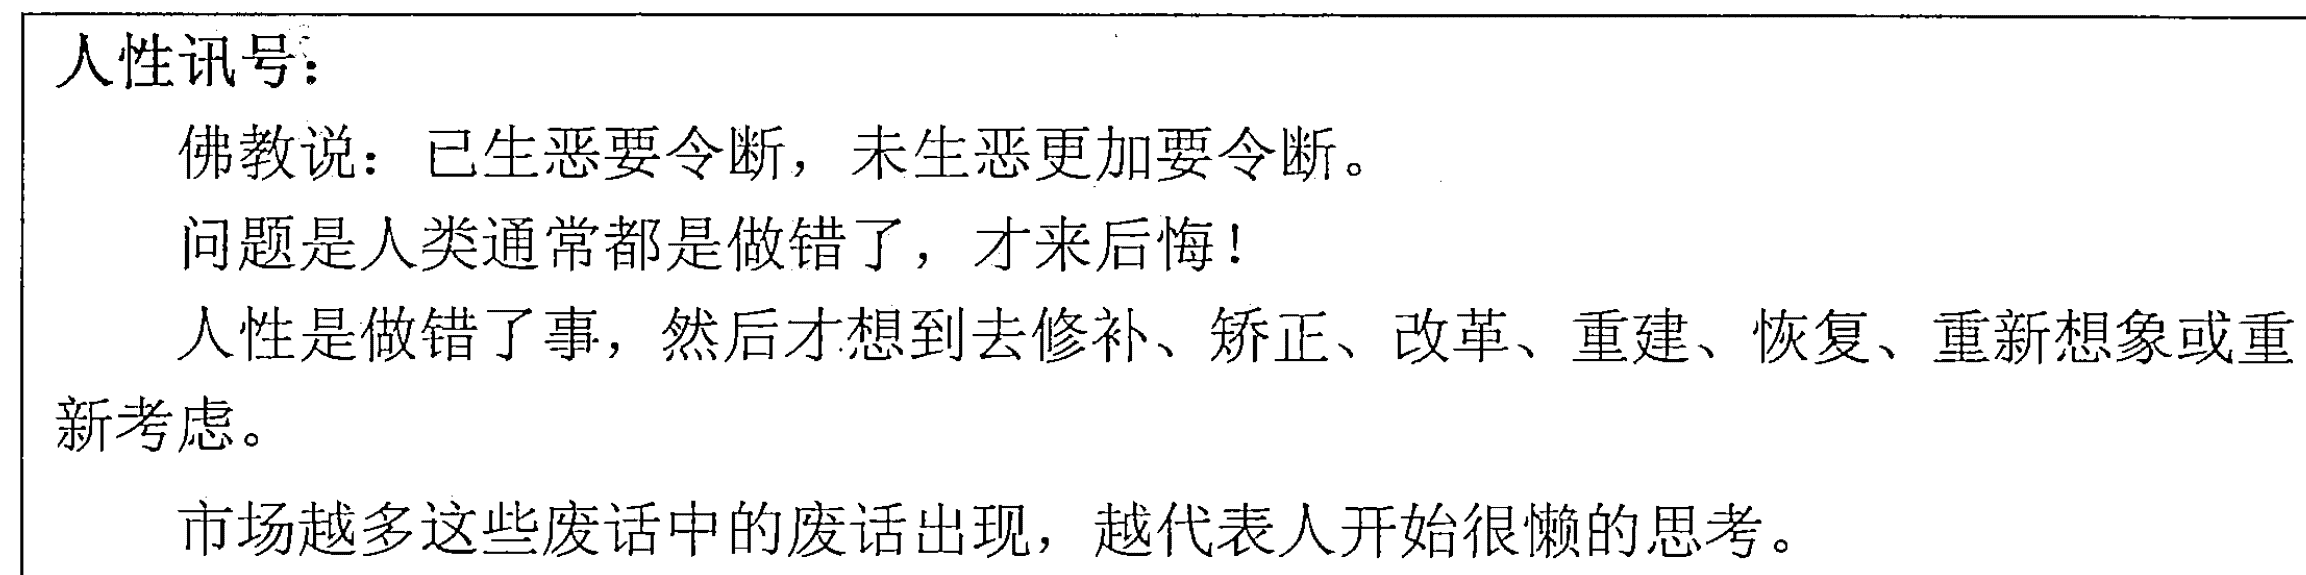 人性讯号：
佛教说：已生恶要令断，未生恶更加要令断。
问题是人类通常都是做错了，才来后悔！
人性是做错了事，然后才想到去修补、矫正、改革、重建、恢复、重新想象或重
新考虑。
市场越多这些废话中的废话出现，越代表人开始很懒的思考。